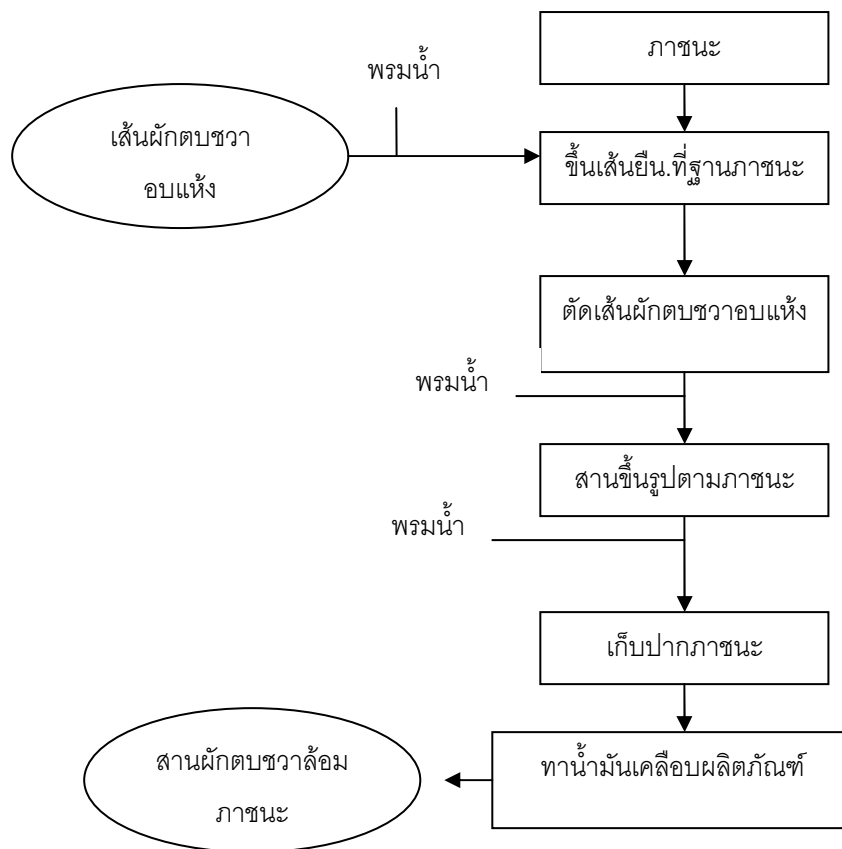 ภาชนะ
พรมน้ำ
เส้นผักตบชวา
อบแห้ง
ขึ้นเส้นยืน.ที่ฐานภาชนะ
ตัดเส้นผักตบชวาอบแห้ง
พรมน้ำ
สานขึ้นรูปตามภาชนะ
พรมน้ำ
เก็บปากภาชนะ
ทาน้ำมันเคลือบผลิตภัณฑ์
สานผักตบชวาล้อม
ภาชนะ